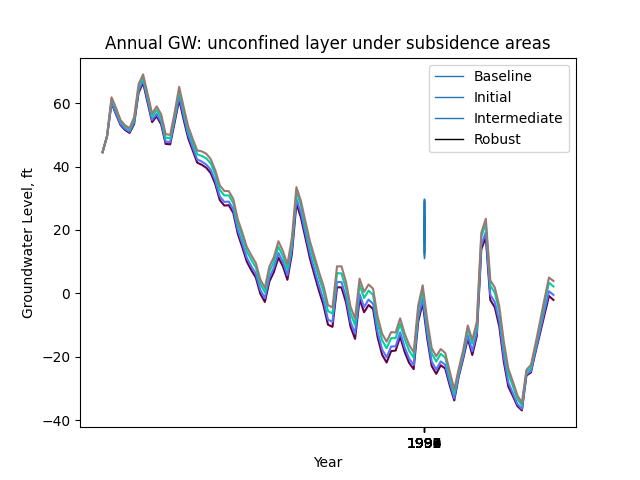 Annual GW: unconfined layer under subsidence areas
Baseline
Initial
Intermediate
Robust
Groundwater Level, ft
60
40
20
0
−20
−40
Year